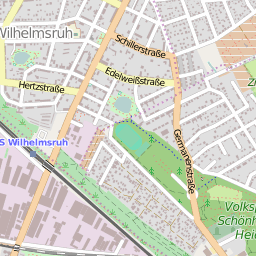 Wilhelmsruh
Schillerstraße
Edelweißstraße
Hertzstraße
Germanenstraße
S Wilhelmsruh
Volksp
Schönh
Heid